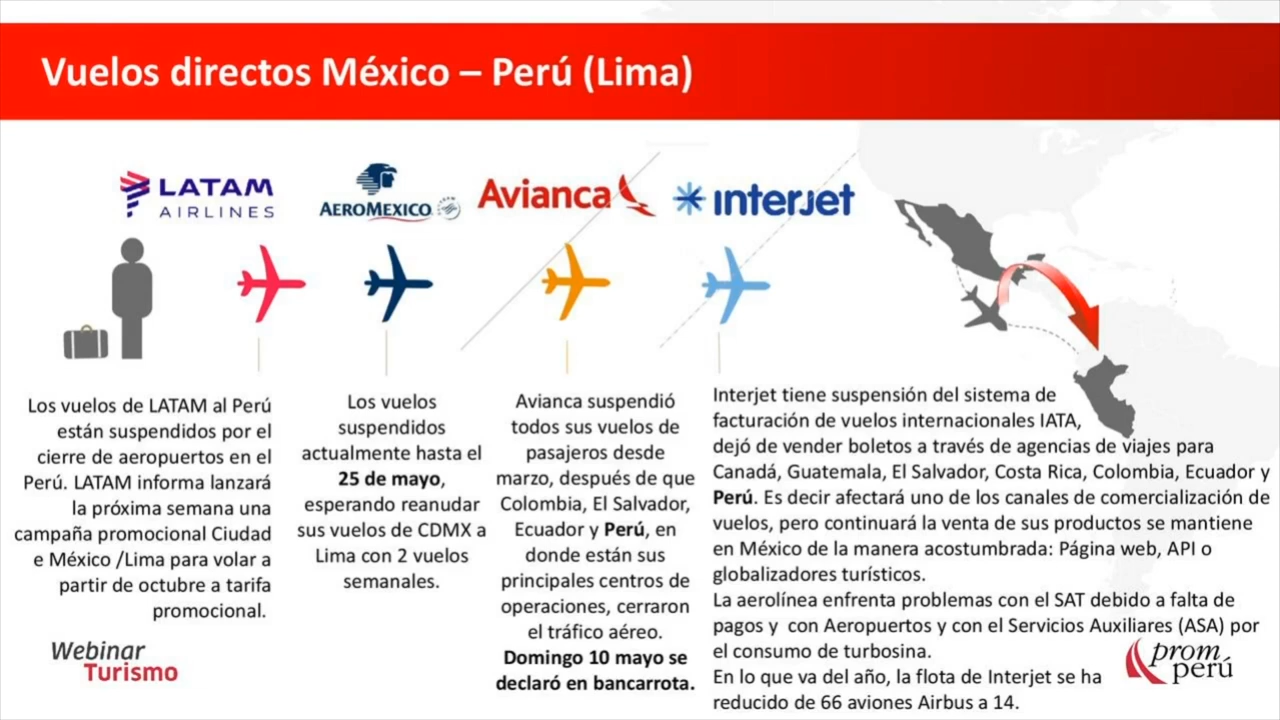 Vuelos directos México – Perú (Lima)
LATAM
AIRLINES
AEROMEXICO
Avianca
interjet
Los vuelos de LATAM al Perú
están suspendidos por el
cierre de aeropuertos en el
Perú. LATAM informa lanzará
la próxima semana una
campaña promocional Ciudad
e México /Lima para volar a
partir de octubre a tarifa
promocional.
Los vuelos
suspendidos
actualmente hasta el
25 de mayo,
esperando reanudar
sus vuelos de CDMX a
Lima con 2 vuelos
semanales.
Avianca suspendió
todos sus vuelos de
pasajeros desde
marzo, después de que
Colombia, El Salvador,
Ecuador y Perú, en
donde están sus
principales centros de
operaciones, cerraron
el tráfico aéreo.
Domingo 10 mayo se
declaró en bancarrota.
Interjet tiene suspensión del sistema de
facturación de vuelos internacionales IATA,
dejó de vender boletos a través de agencias de viajes para
Canadá, Guatemala, El Salvador, Costa Rica, Colombia, Ecuador y
Perú. Es decir afectará uno de los canales de comercialización de
vuelos, pero continuará la venta de sus productos se mantiene
en México de la manera acostumbrada: Página web, API o
globalizadores turísticos.
La aerolínea enfrenta problemas con el SAT debido a falta de
pagos y con Aeropuertos y con el Servicios Auxiliares (ASA) por
el consumo de turbosina.
En lo que va del año, la flota de Interjet se ha
reducido de 66 aviones Airbus a 14.
Webinar
Turismo
prom
perú